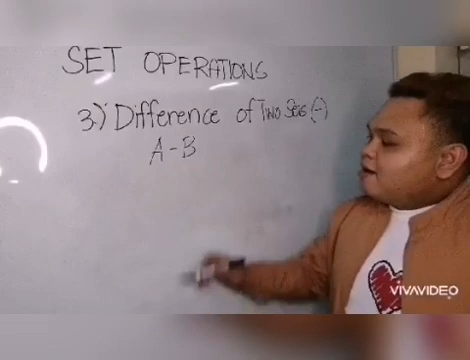 SET OPERATIONS
3.) Difference of Two Sets (-)
A-B
VIVAVIDEO